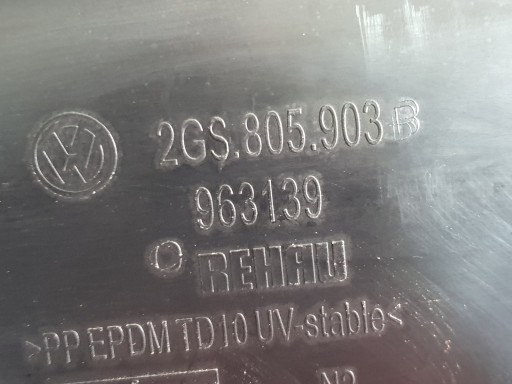 2GS.805.903 B
963139
REHAU
>PP EPDM TD10 UV-stable<